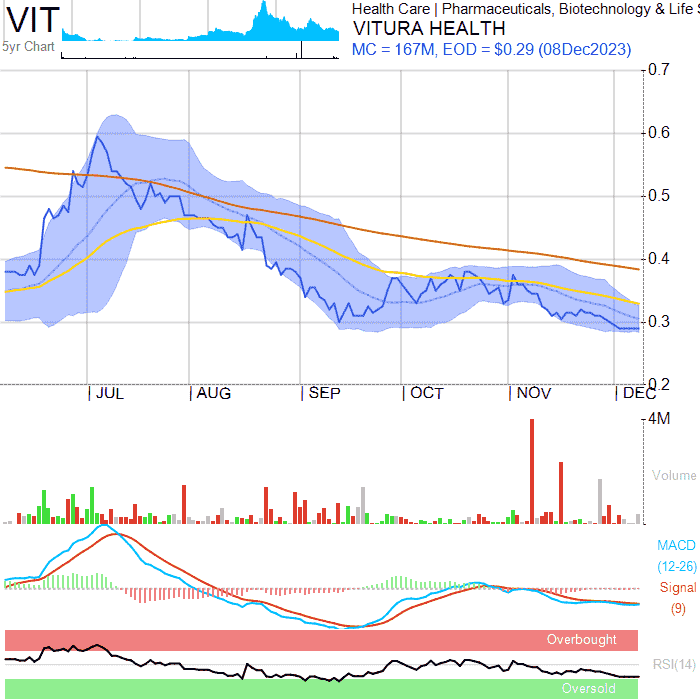 VIT
5yr Chart
Health Care | Pharmaceuticals, Biotechnology & Life S
VITURA HEALTH
MC = 167M, EOD = $0.29 (08Dec2023)
0.7
0.6
0.5
0.4
0.3
0.2
JUL AUG SEP OCT NOV DEC
4M
Volume
MACD
(12-26)
Signal
(9)
Overbought
RSI(14)
Oversold